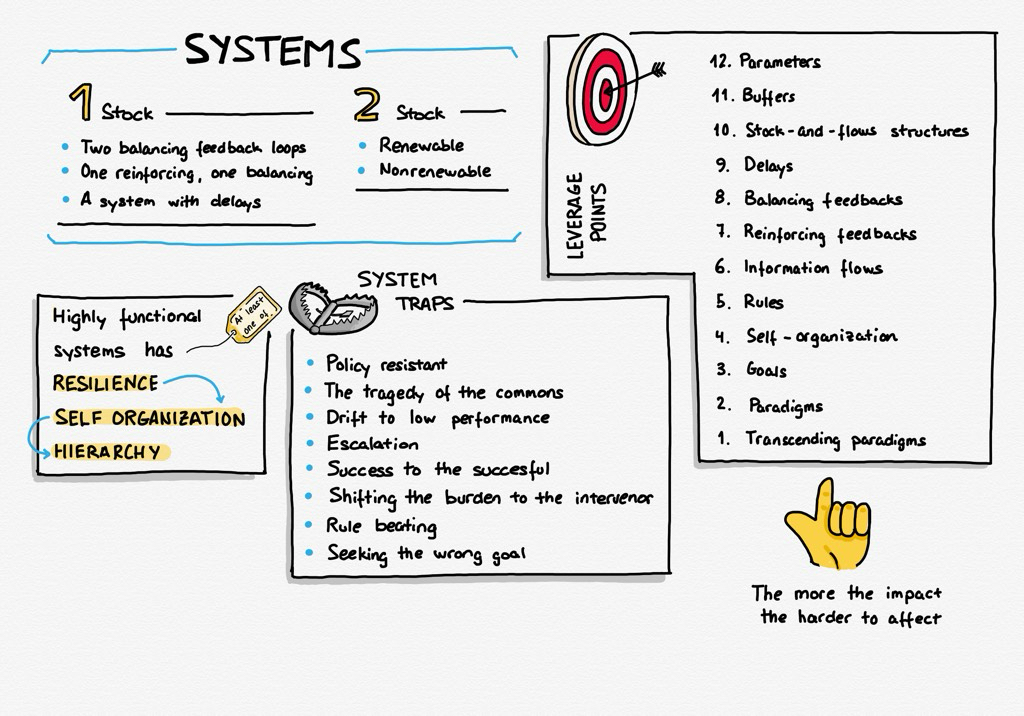 SYSTEMS
1 Stock
• Two balancing feedback loops
• One reinforcing, one balancing
• A system with delays
2 Stock
• Renewable
• Nonrenewable
LEVERAGE
POINTS
12. Parameters
11. Buffers
10. Stock-and-flows structures
9. Delays
8. Balancing feedbacks
7. Reinforcing feedbacks
6. Information flows
5. Rules
4. Self-organization
3. Goals
2. Paradigms
1. Transcending paradigms
The more the impact
the harder to affect
Highly functional
systems has
At least
one of
RESILIENCE
SELF ORGANIZATION
HIERARCHY
SYSTEM
TRAPS
• Policy resistant
• The tragedy of the commons
• Drift to low performance
• Escalation
• Success to the succesful
• Shifting the burden to the intervenor
• Rule beating
• Seeking the wrong goal